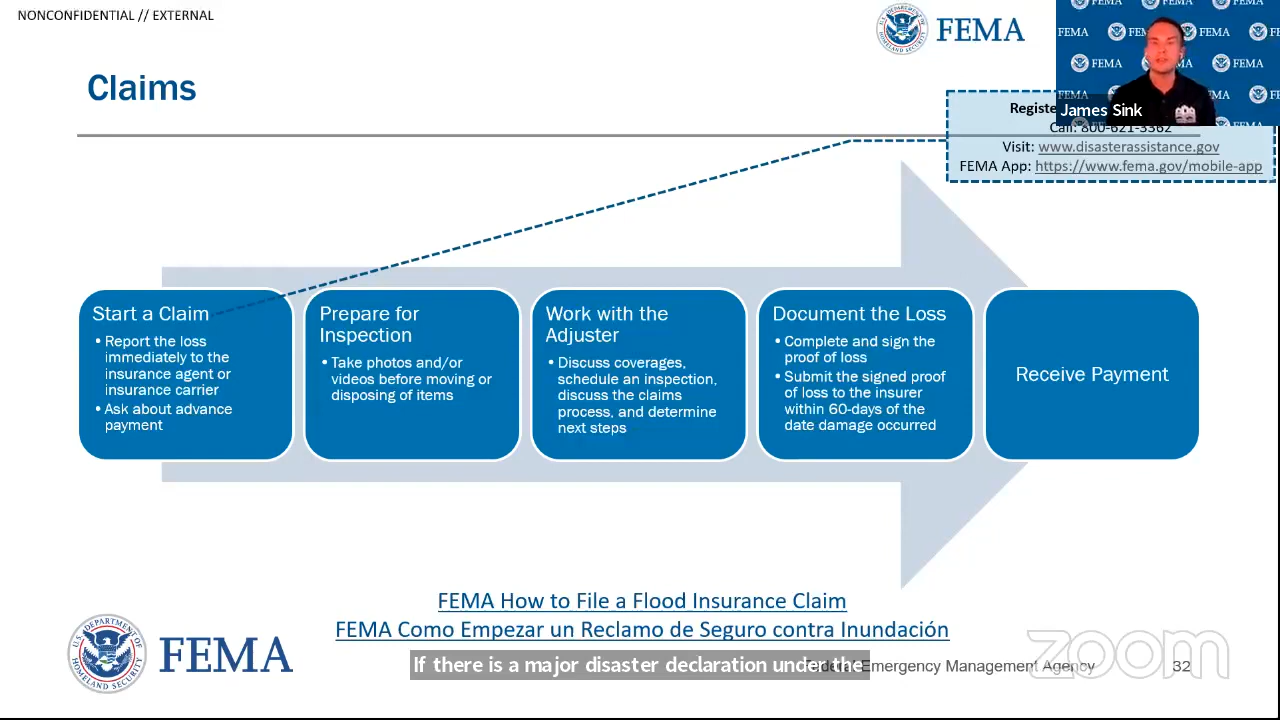 NONCONFIDENTIAL // EXTERNAL
FEMA
Claims
James Sink
Call: 800-621-3362
Visit: www.disasterassistance.gov
FEMA App: https://www.fema.gov/mobile-app
Start a Claim
• Report the loss
immediately to the
insurance agent or
insurance carrier
• Ask about advance
payment
Prepare for
Inspection
• Take photos and/or
videos before moving or
disposing of items
Work with the
Adjuster
• Discuss coverages,
schedule an inspection,
discuss the claims
process, and determine
next steps
Document the Loss
• Complete and sign the
proof of loss
• Submit the signed proof
of loss to the insurer
within 60-days of the
date damage occurred
Receive Payment
FEMA How to File a Flood Insurance Claim
FEMA Como Empezar un Reclamo de Seguro contra Inundación
FEMA
If there is a major disaster declaration under the
Emergency Management Agency
32
zoom